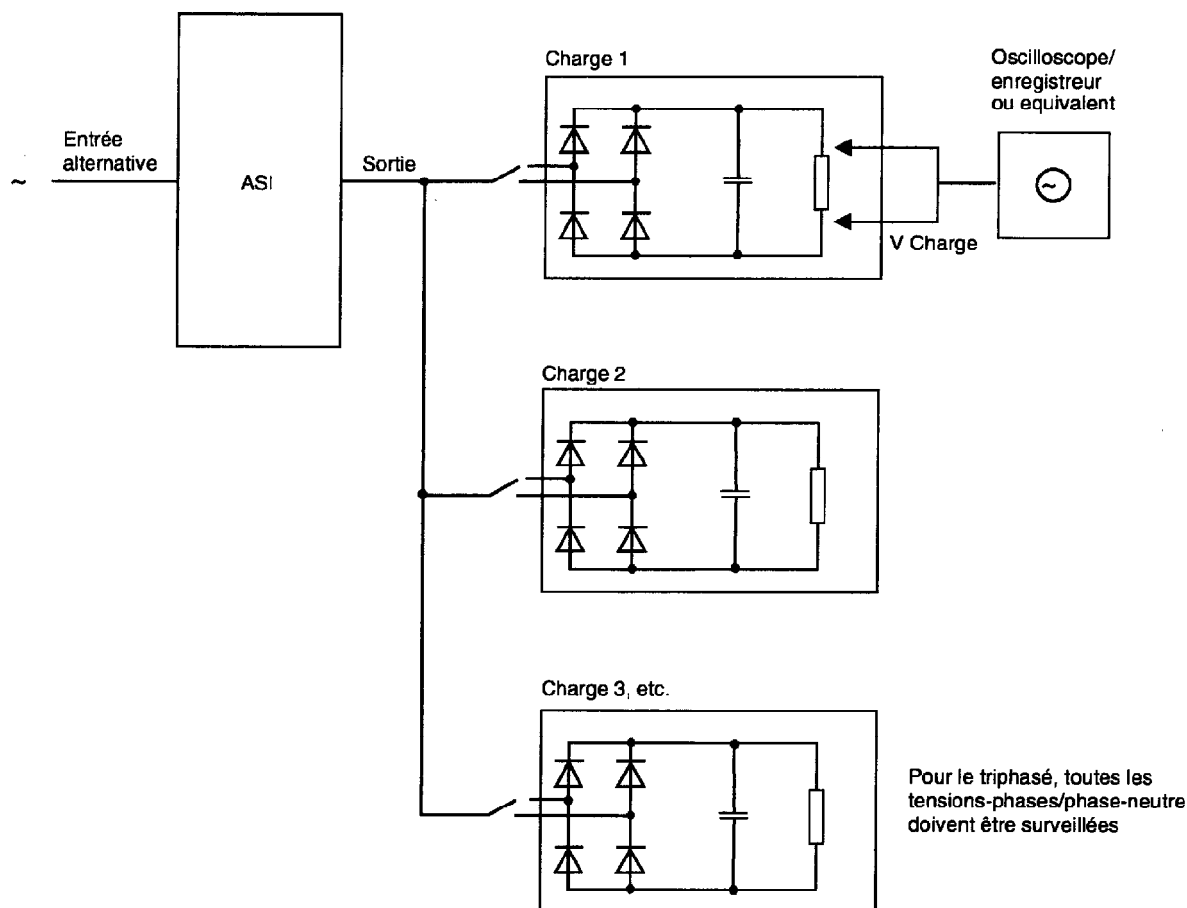 Charge 1
Oscilloscope/
enregistreur
ou equivalent
Entrée
alternative
~
ASI
Sortie
~
V Charge
Charge 2
Charge 3, etc.
Pour le triphasé, toutes les
tensions-phases/phase-neutre
doivent être surveillées